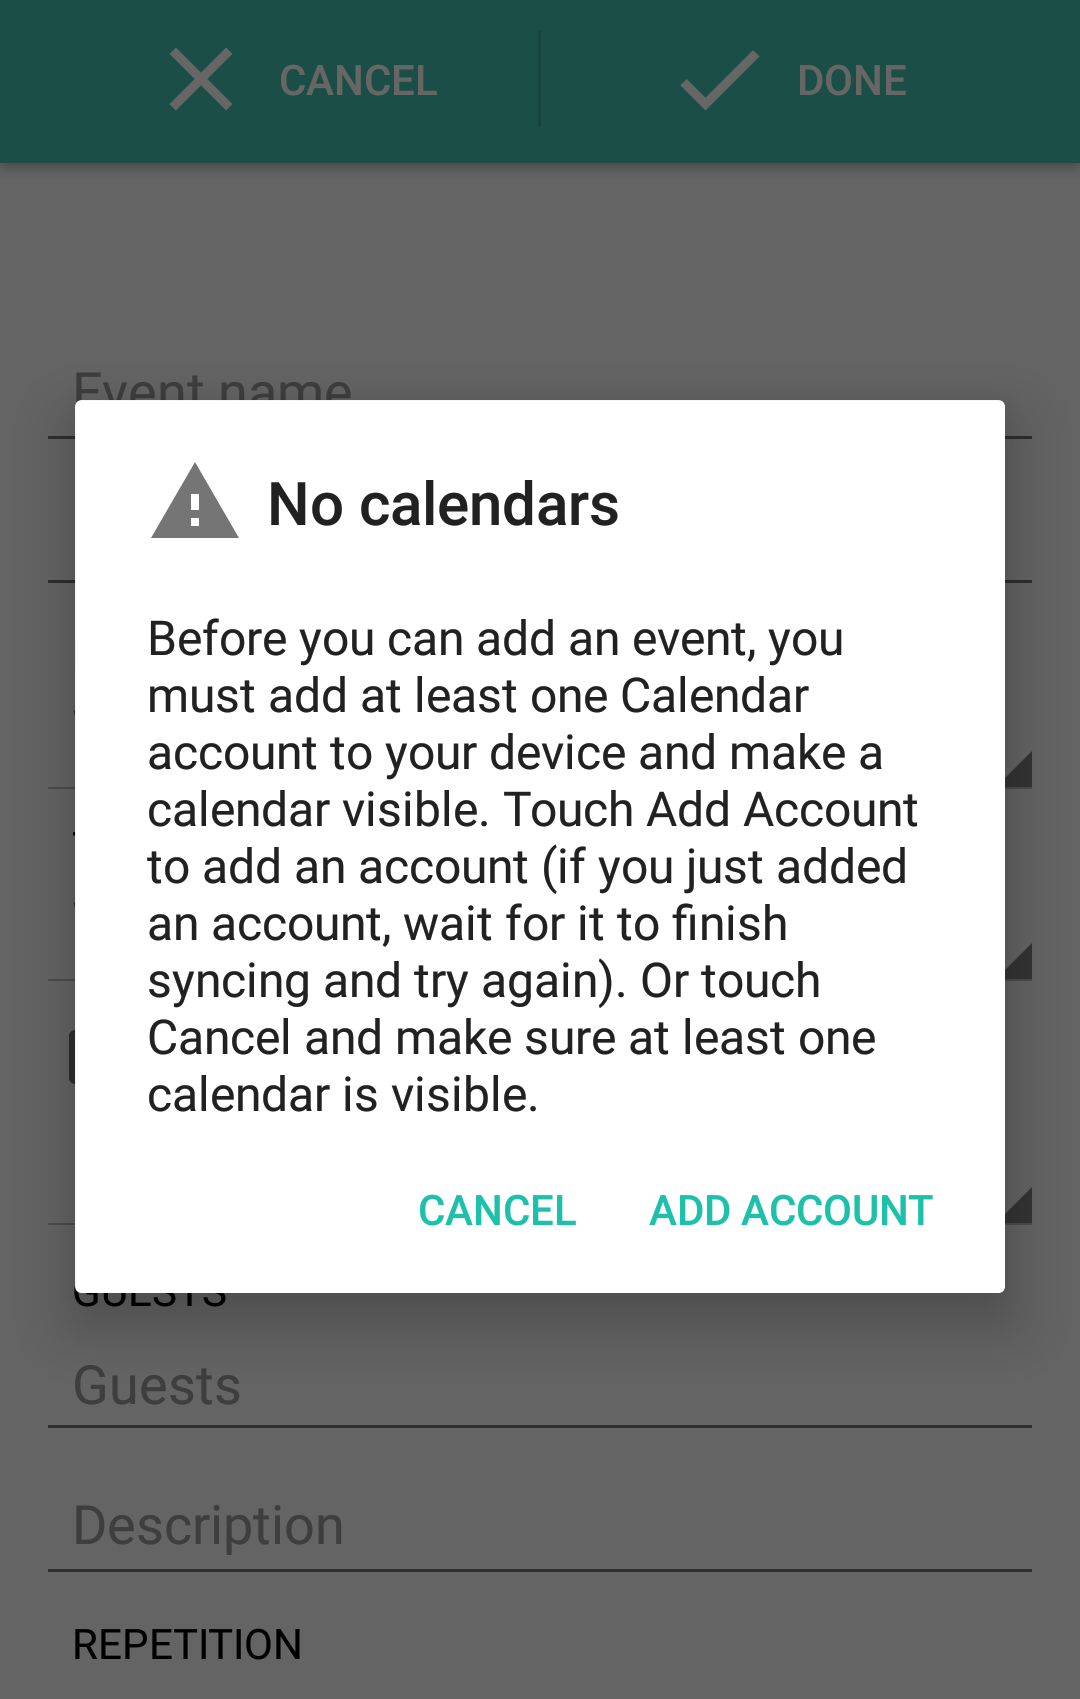 CANCEL
DONE
Event name
No calendars
Before you can add an event, you
must add at least one Calendar
account to your device and make a
calendar visible. Touch Add Account
to add an account (if you just added
an account, wait for it to finish
syncing and try again). Or touch
Cancel and make sure at least one
calendar is visible.
CANCEL
ADD ACCOUNT
GUESTS
Guests
Description
REPETITION